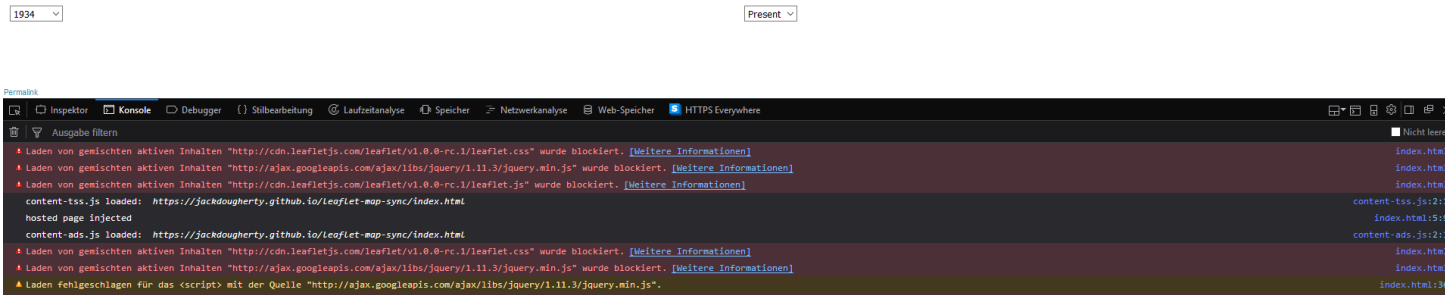 1934
Present
Permalink
Inspektor Konsole Debugger {} Stilbearbeitung Laufzeitanalyse Speicher Netzwerkanalyse Web-Speicher S HTTPS Everywhere
Ausgabe filtern Nicht leere
Laden von gemischten aktiven Inhalten "http://cdn.leafletjs.com/leaflet/v1.0.0-rc.1/leaflet.css" wurde blockiert. [Weitere Informationen] index.htm
Laden von gemischten aktiven Inhalten "http://ajax.googleapis.com/ajax/libs/jquery/1.11.3/jquery.min.js" wurde blockiert. [Weitere Informationen] index.htm
Laden von gemischten aktiven Inhalten "http://cdn.leafletjs.com/leaflet/v1.0.0-rc.1/leaflet.js" wurde blockiert. [Weitere Informationen] index.htm
content-tss.js loaded: https://jackdougherty.github.io/leaflet-map-sync/index.html content-tss.js:2:
hosted page injected index.html:5:
content-ads.js loaded: https://jackdougherty.github.io/leaflet-map-sync/index.html content-ads.js:2:
Laden von gemischten aktiven Inhalten "http://cdn.leafletjs.com/leaflet/v1.0.0-rc.1/leaflet.css" wurde blockiert. [Weitere Informationen] index.htm
Laden von gemischten aktiven Inhalten "http://ajax.googleapis.com/ajax/libs/jquery/1.11.3/jquery.min.js" wurde blockiert. [Weitere Informationen] index.htm
Laden fehlgeschlagen für das <script> mit der Quelle "http://ajax.googleapis.com/ajax/libs/jquery/1.11.3/jquery.min.js". index.html:3